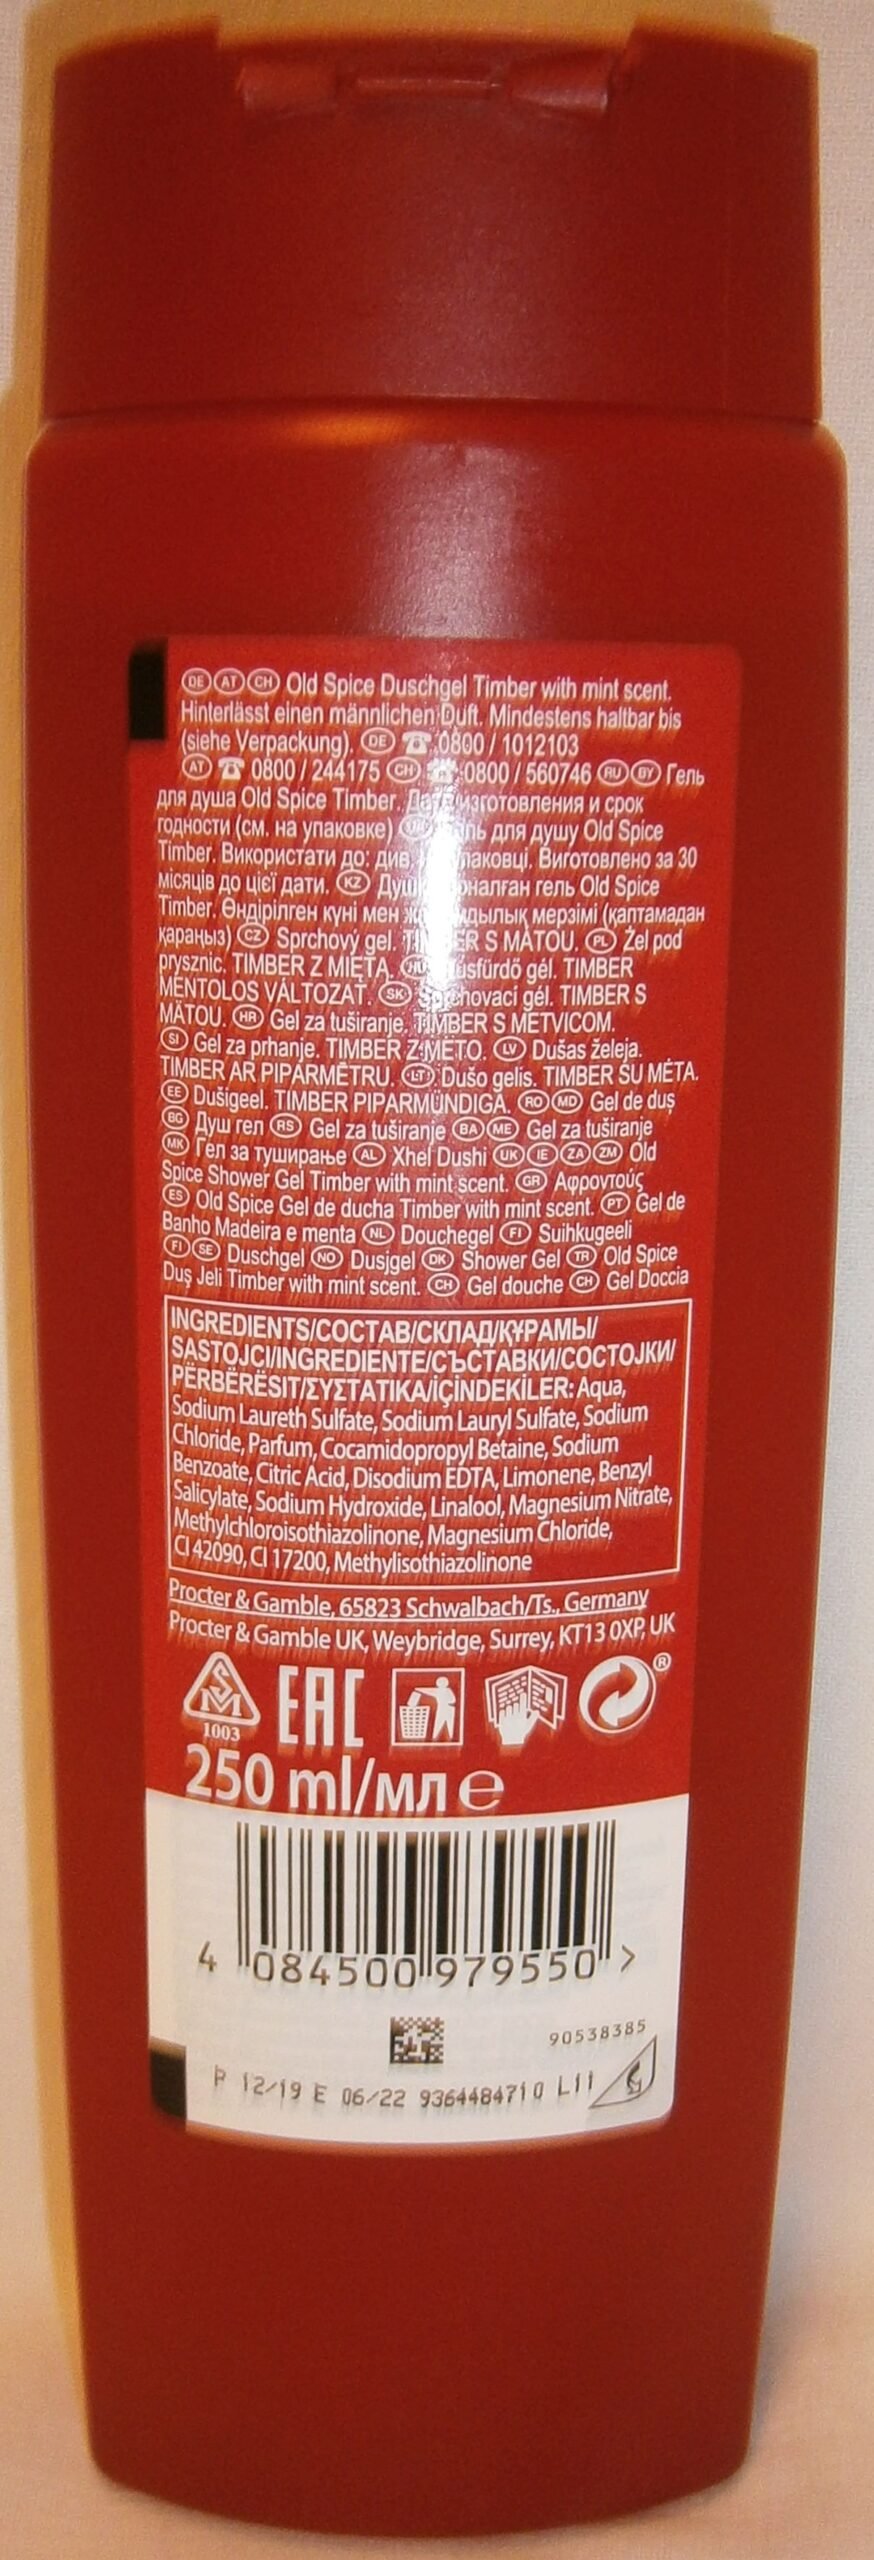 DE AT CH Old Spice Duschgel Timber with mint scent.
Hinterlässt einen männlichen Duft. Mindestens haltbar bis
(siehe Verpackung). DE ☎ 0800 / 1012103
AT ☎ 0800 / 244175 CH 0800 / 560746 RU BY Гель
для душа Old Spice Timber. изготовления и срок
годности (см. на упаковке) для душу Old Spice
Timber. Використати до: див. Виготовлено за 30
місяців до цієї дати. KZ гель Old Spice
Timber. Өндірілген күні мен мерзімі (қаптамадан
қараңыз) CZ Sprchový gel. S MÁTOU. PL Żel pod
prysznic. TIMBER Z MIĘTĄ. HU gél. TIMBER
MENTOLOS VÁLTOZAT. SK Sprchovací gél. TIMBER S
MÄTOU. HR Gel za tuširanje. TIMBER S METVICOM.
SI Gel za prhanje. TIMBER Z METO. LV Dušas želeja.
TIMBER AR PIPARMĒTRU. LT Dušo gelis. TIMBER SU MĖTA.
EE Dušigeel. TIMBER PIPARMÜNDIGA. RO MD Gel de duș
BG Душ гел RS Gel za tuširanje BA ME Gel za tuširanje
MK Гел за туширање AL Xhel Dushi UK IE ZA ZM Old
Spice Shower Gel Timber with mint scent. GR Αφροντούς
ES Old Spice Gel de ducha Timber with mint scent. PT Gel de
Banho Madeira e menta NL Douchegel FI Suihkugeeli
FI SE Duschgel NO Dusjgel DK Shower Gel TR Old Spice
Duş Jeli Timber with mint scent. CH Gel douche CH Gel Doccia
INGREDIENTS/СОСТАВ/СКЛАД/ҚҰРАМЫ/
SASTOJCI/INGREDIENTE/СЪСТАВКИ/СОСТОЈКИ/
PËRBËRËSIT/ΣΥΣΤΑΤΙΚΑ/İÇİNDEKİLER: Aqua,
Sodium Laureth Sulfate, Sodium Lauryl Sulfate, Sodium
Chloride, Parfum, Cocamidopropyl Betaine, Sodium
Benzoate, Citric Acid, Disodium EDTA, Limonene, Benzyl
Salicylate, Sodium Hydroxide, Linalool, Magnesium Nitrate,
Methylchloroisothiazolinone, Magnesium Chloride,
CI 42090, CI 17200, Methylisothiazolinone
Procter & Gamble, 65823 Schwalbach/Ts., Germany
Procter & Gamble UK, Weybridge, Surrey, KT13 0XP, UK
SM 1003 EAC ®
250 ml/мл e
4 084500 979550 >
90538385
P 12/19 E 06/22 9364484710 L11